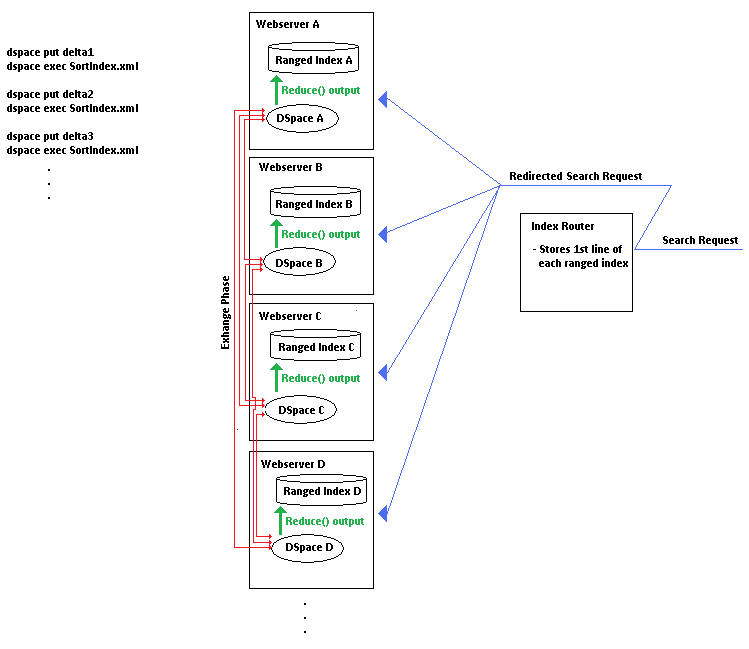 dspace put delta1
dspace exec SortIndex.xml
dspace put delta2
dspace exec SortIndex.xml
dspace put delta3
dspace exec SortIndex.xml
Webserver A
Ranged Index A
Reduce() output
DSpace A
Webserver B
Ranged Index B
Reduce() output
DSpace B
Exhange Phase
Webserver C
Ranged Index C
Reduce() output
DSpace C
Webserver D
Ranged Index D
Reduce() output
DSpace D
Redirected Search Request
Index Router
- Stores 1st line of
each ranged index
Search Request